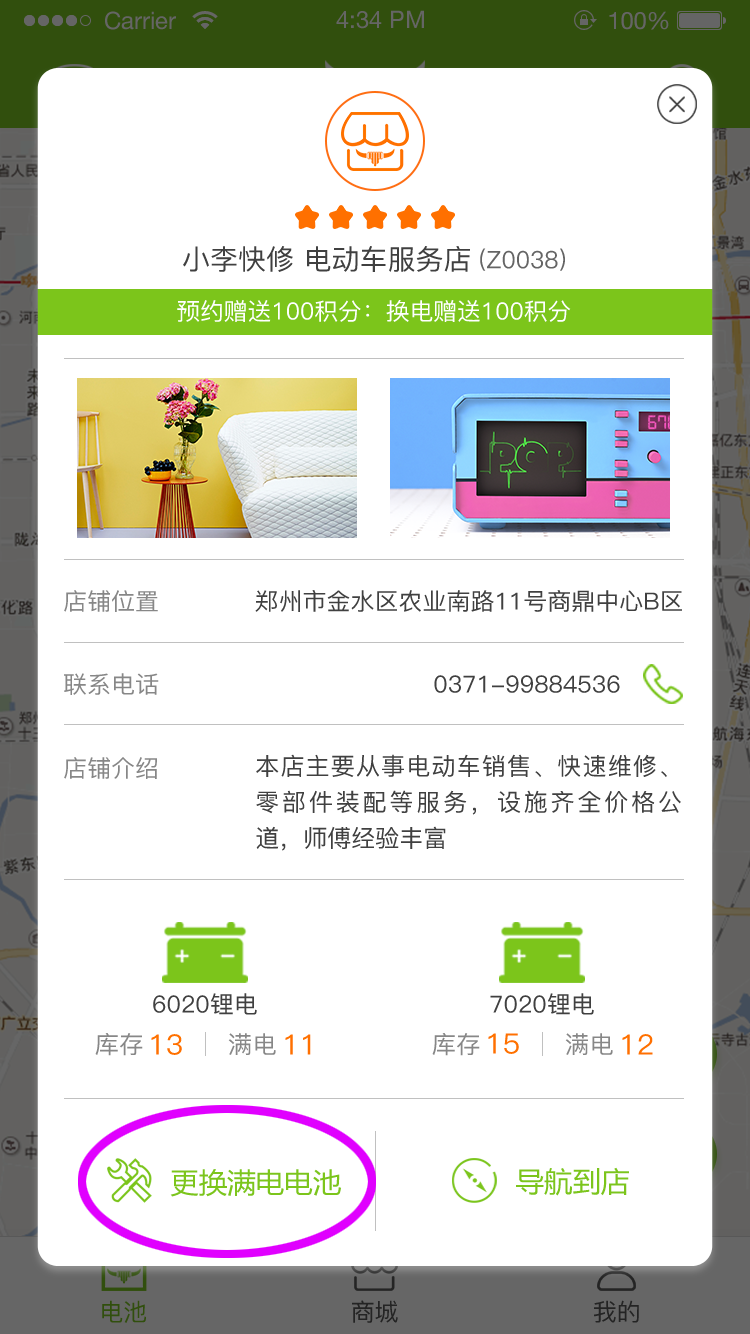 Carrier
4:34 PM
100%
小李快修 电动车服务店 (Z0038)
预约赠送100积分：换电赠送100积分
店铺位置
郑州市金水区农业南路11号商鼎中心B区
联系电话
0371-99884536
店铺介绍
本店主要从事电动车销售、快速维修、
零部件装配等服务，设施齐全价格公
道，师傅经验丰富
6020锂电
库存 13
满电 11
7020锂电
库存 15
满电 12
更换满电电池
导航到店
电池
商城
我的